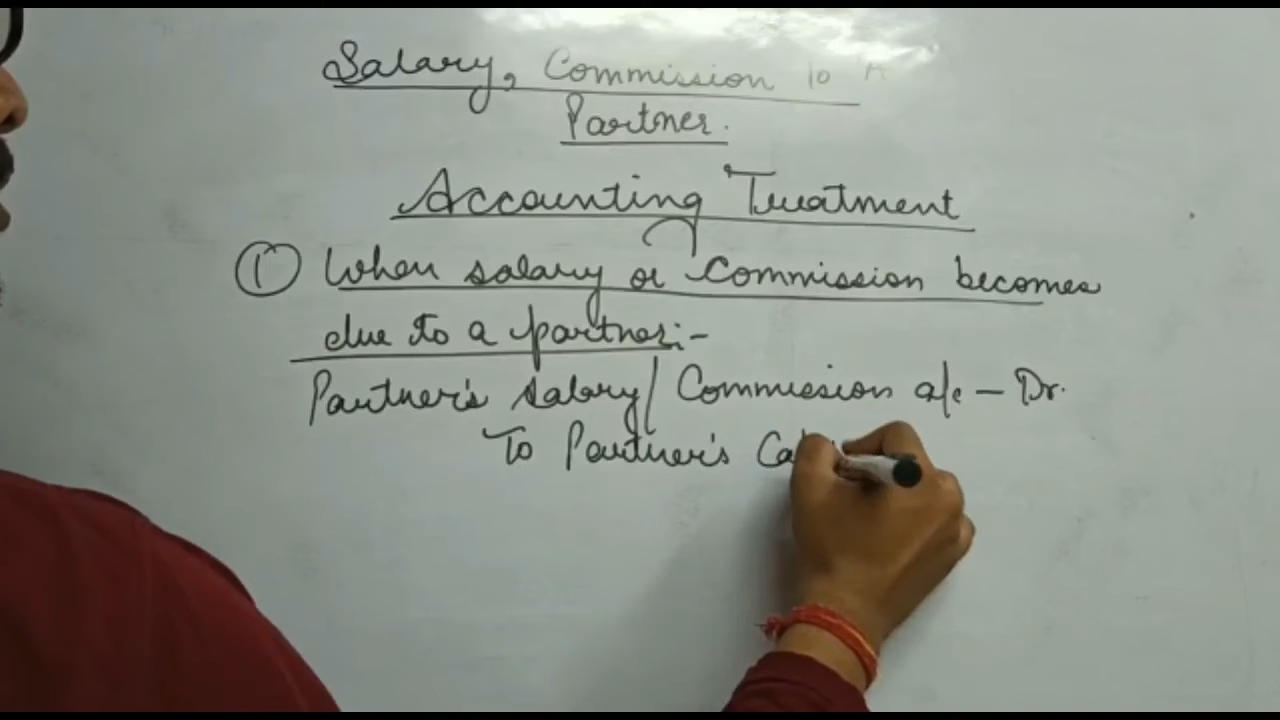 Salary, Commission to A
Partner.
Accounting Treatment
① When salary or Commission becomes
due to a partner:-
Partner's Salary/Commission a/c – Dr.
To Partner's Ca